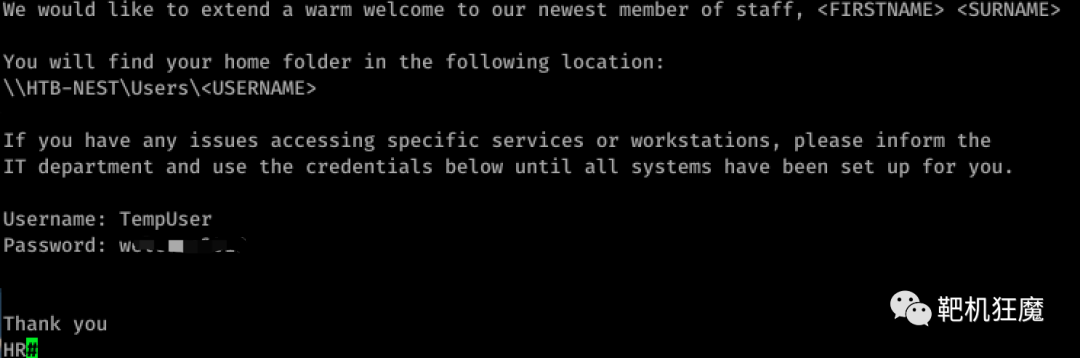 We would like to extend a warm welcome to our newest member of staff, <FIRSTNAME> <SURNAME>
You will find your home folder in the following location:
\\HTB-NEST\Users\<USERNAME>
If you have any issues accessing specific services or workstations, please inform the
IT department and use the credentials below until all systems have been set up for you.
Username: TempUser
Password:
Thank you
HR#
靶机狂魔